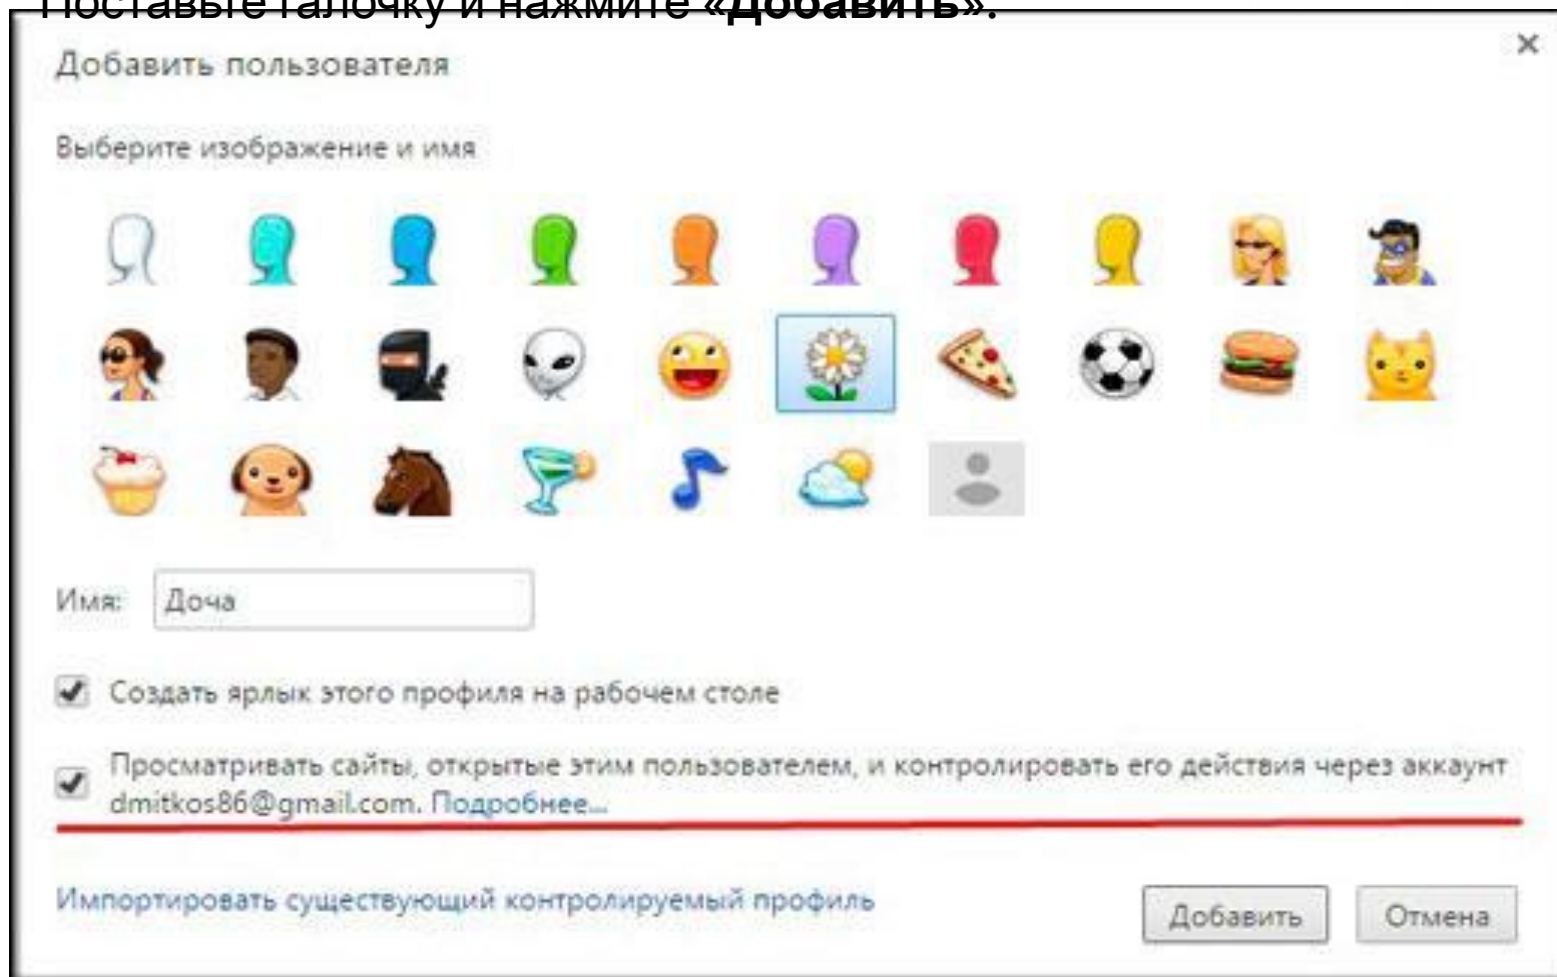 Поставьте галочку и нажмите «Добавить».
Добавить пользователя
Выберите изображение и имя
Имя: Доча
Создать ярлык этого профиля на рабочем столе
Просматривать сайты, открытые этим пользователем, и контролировать его действия через аккаунт
dmitkos86@gmail.com. Подробнее...
Импортировать существующий контролируемый профиль
Добавить Отмена